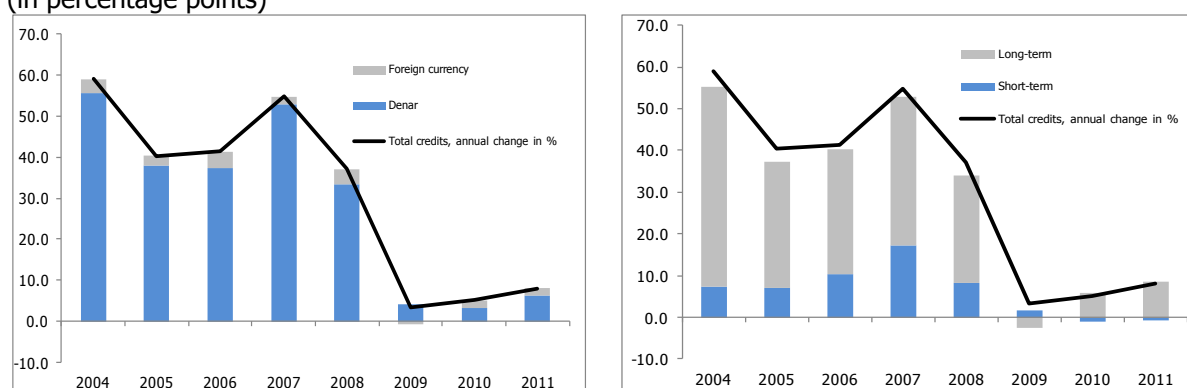 (in percentage points)
70.0
60.0
50.0
40.0
30.0
20.0
10.0
0.0
-10.0
Foreign currency
Denar
Total credits, annual change in %
2004 2005 2006 2007 2008 2009 2010 2011
70.0
60.0
50.0
40.0
30.0
20.0
10.0
0.0
-10.0
Long-term
Short-term
Total credits, annual change in %
2004 2005 2006 2007 2008 2009 2010 2011